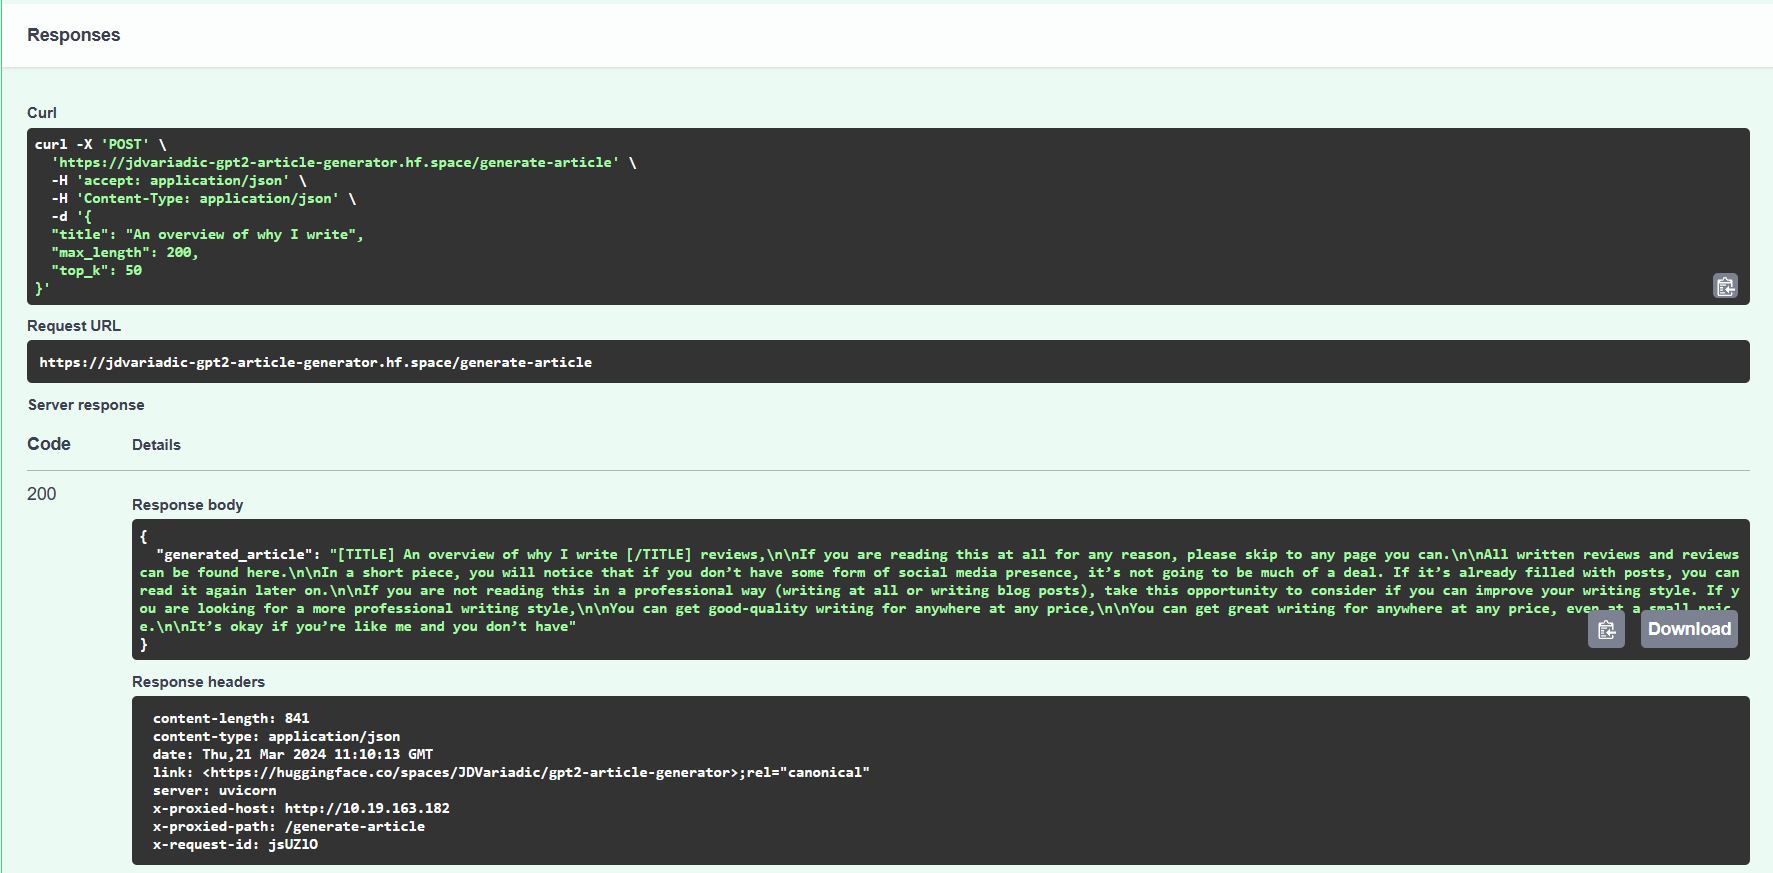 Responses
Curl
curl -X 'POST' \
'https://jdvariadic-gpt2-article-generator.hf.space/generate-article' \
-H 'accept: application/json' \
-H 'Content-Type: application/json' \
-d '{
"title": "An overview of why I write",
"max_length": 200,
"top_k": 50
}'
Request URL
https://jdvariadic-gpt2-article-generator.hf.space/generate-article
Server response
Code Details
200
Response body
{
"generated_article": "[TITLE] An overview of why I write [/TITLE] reviews,\n\nIf you are reading this at all for any reason, please skip to any page you can.\n\nAll written reviews and reviews
can be found here.\n\nIn a short piece, you will notice that if you don’t have some form of social media presence, it’s not going to be much of a deal. If it’s already filled with posts, you can
read it again later on.\n\nIf you are not reading this in a professional way (writing at all or writing blog posts), take this opportunity to consider if you can improve your writing style. If y
ou are looking for a more professional writing style,\n\nYou can get good-quality writing for anywhere at any price,\n\nYou can get great writing for anywhere at any price, even at a small pric
e.\n\nIt’s okay if you’re like me and you don’t have"
}
Download
Response headers
content-length: 841
content-type: application/json
date: Thu,21 Mar 2024 11:10:13 GMT
link: <https://huggingface.co/spaces/JDVariadic/gpt2-article-generator>;rel="canonical"
server: uvicorn
x-proxied-host: http://10.19.163.182
x-proxied-path: /generate-article
x-request-id: jsUZlO